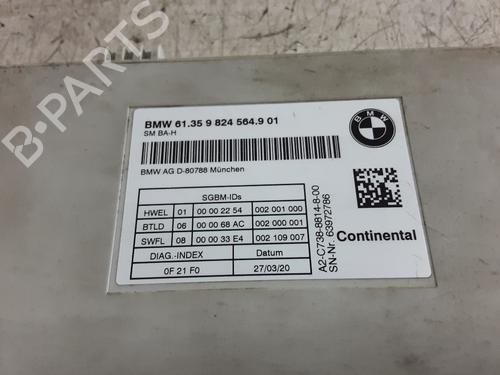 B-PARTS
BMW 61.35 9 824 564.9 01
SM BA-H
BMW
BMW AG D-80788 München
SGBM-IDs
HWEL 01 00 00 22 54 002 001 000
BTLD 06 00 00 68 AC 002 000 001
SWFL 08 00 00 33 E4 002 109 007
DIAG.-INDEX Datum
0F 21 F0 27/03/20
A2-C738-8814-8-00
SN-Nr. 63972786
Continental